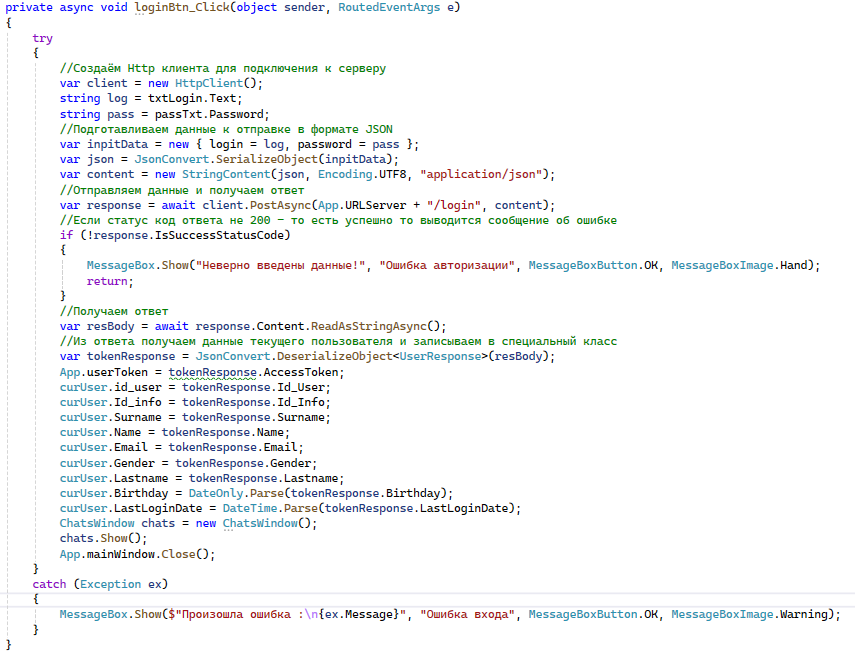 private async void loginBtn_Click(object sender, RoutedEventArgs e)
{
try
{
//Создаём Http клиента для подключения к серверу
var client = new HttpClient();
string log = txtLogin.Text;
string pass = passTxt.Password;
//Подготавливаем данные к отправке в формате JSON
var inpitData = new { login = log, password = pass };
var json = JsonConvert.SerializeObject(inpitData);
var content = new StringContent(json, Encoding.UTF8, "application/json");
//Отправляем данные и получаем ответ
var response = await client.PostAsync(App.URLServer + "/login", content);
//Если статус код ответа не 200 - то есть успешно то выводится сообщение об ошибке
if (!response.IsSuccessStatusCode)
{
MessageBox.Show("Неверно введены данные!", "Ошибка авторизации", MessageBoxButton.OK, MessageBoxImage.Hand);
return;
}
//Получаем ответ
var resBody = await response.Content.ReadAsStringAsync();
//Из ответа получаем данные текущего пользователя и записываем в специальный класс
var tokenResponse = JsonConvert.DeserializeObject<UserResponse>(resBody);
App.userToken = tokenResponse.AccessToken;
curUser.id_user = tokenResponse.Id_User;
curUser.Id_info = tokenResponse.Id_Info;
curUser.Surname = tokenResponse.Surname;
curUser.Name = tokenResponse.Name;
curUser.Email = tokenResponse.Email;
curUser.Gender = tokenResponse.Gender;
curUser.Lastname = tokenResponse.Lastname;
curUser.Birthday = DateOnly.Parse(tokenResponse.Birthday);
curUser.LastLoginDate = DateTime.Parse(tokenResponse.LastLoginDate);
ChatsWindow chats = new ChatsWindow();
chats.Show();
App.mainWindow.Close();
}
catch (Exception ex)
{
MessageBox.Show($"Произошла ошибка :\n{ex.Message}", "Ошибка входа", MessageBoxButton.OK, MessageBoxImage.Warning);
}
}